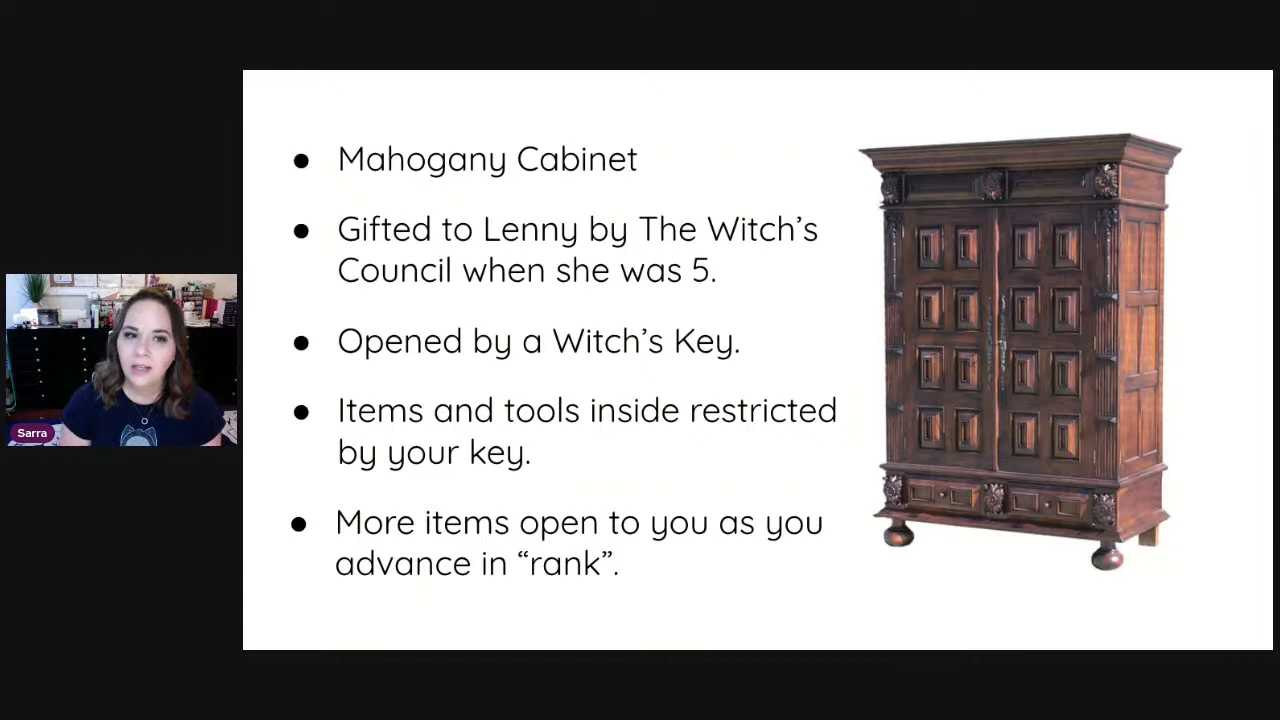 ● Mahogany Cabinet
● Gifted to Lenny by The Witch’s
Council when she was 5.
● Opened by a Witch’s Key.
● Items and tools inside restricted
by your key.
● More items open to you as you
advance in “rank”.
Sarra